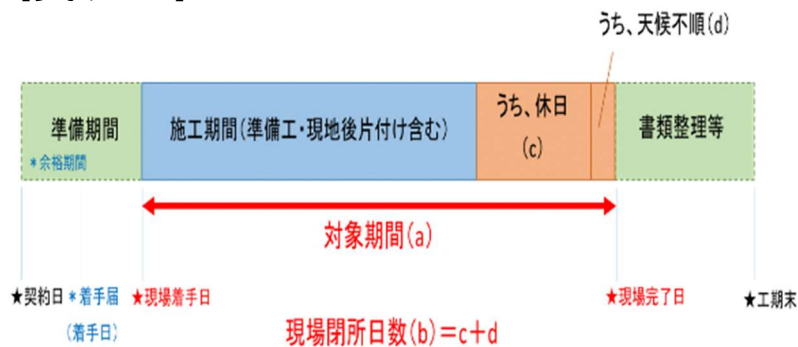 うち、天候不順(d)
準備期間
*余裕期間
施工期間(準備工・現地後片付け含む)
うち、休日
(c)
書類整理等
対象期間(a)
★契約日
*着手届
(着手日)
★現場着手日
★現場完了日
★工期末
現場閉所日数(b)=c+d